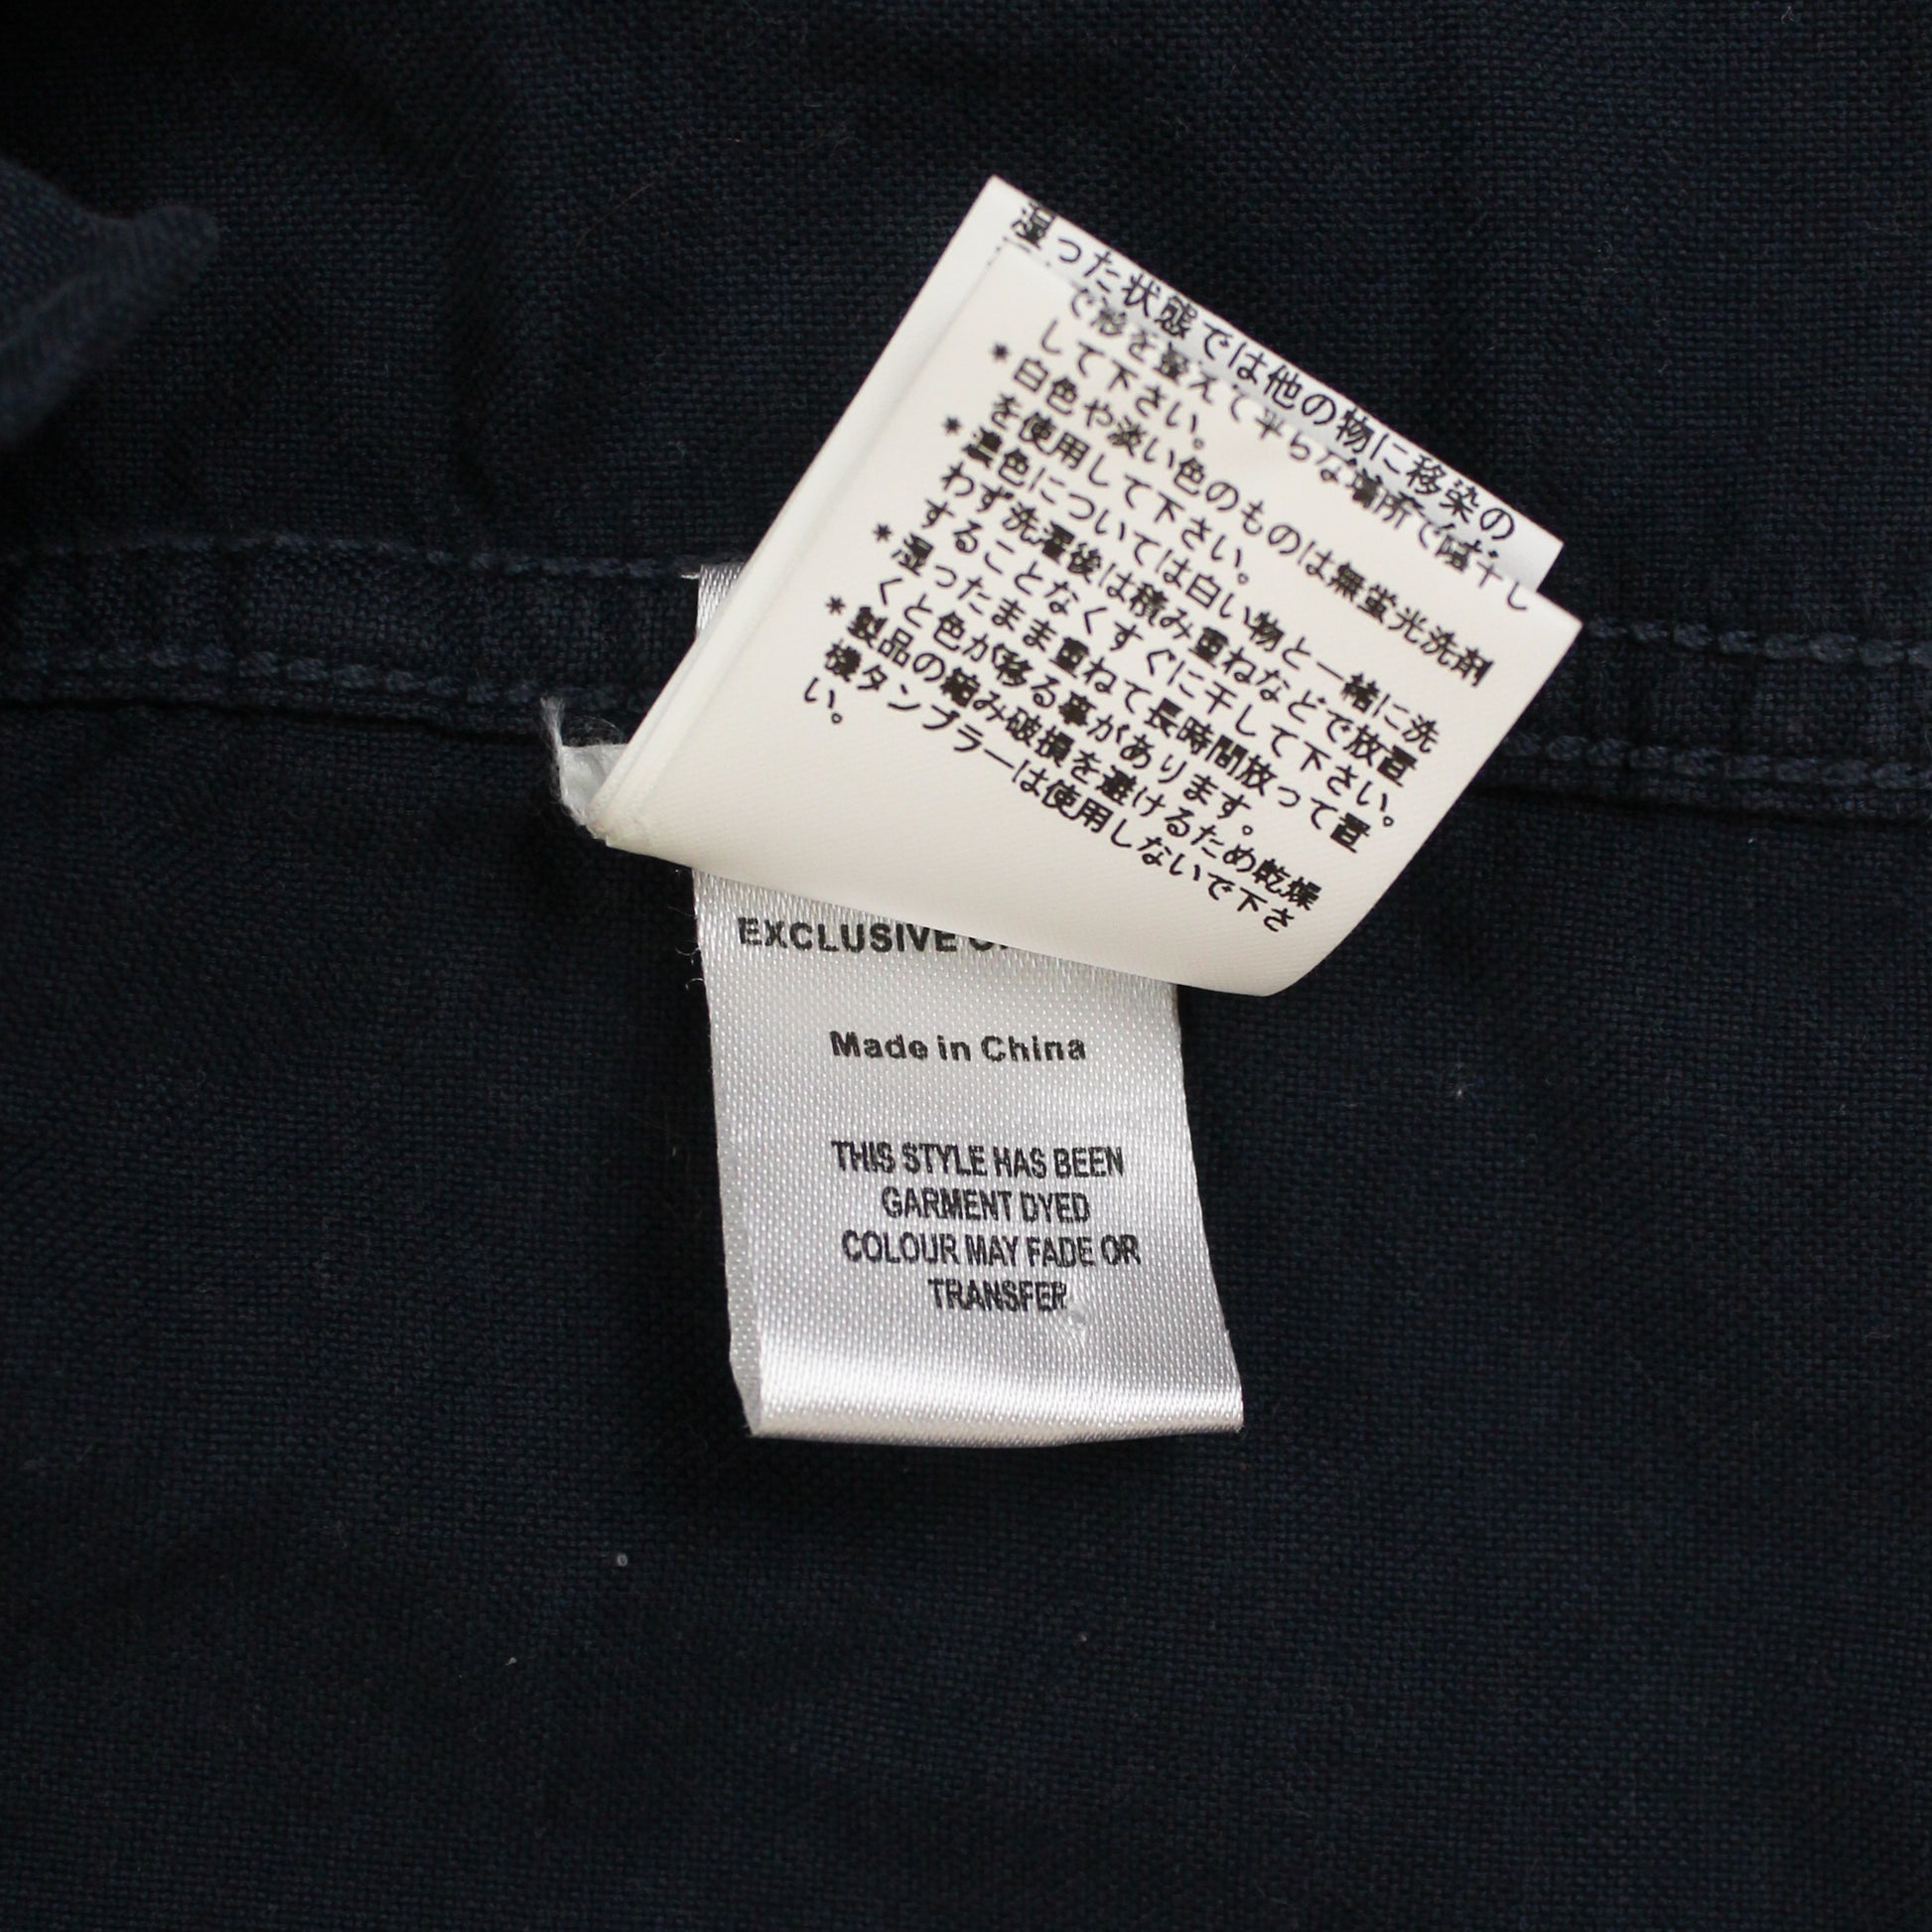 湿った状態では他の物に移染の
で形を整えて平らな箇所で陰干し
して下さい。
*白色や淡い色のものは無蛍光洗剤
を使用して下さい。
*濃色については白い物と一緒に洗
わず洗濯後は積み重ねなどで放置
することなくすぐに干して下さい。
*湿ったまま重ねて長時間放って置
くと色が移る事があります。
*製品の縮み破損を避けるため乾燥
機タンブラーは使用しないで下さ
い。
EXCLUSIVE
Made in China
THIS STYLE HAS BEEN
GARMENT DYED
COLOUR MAY FADE OR
TRANSFER